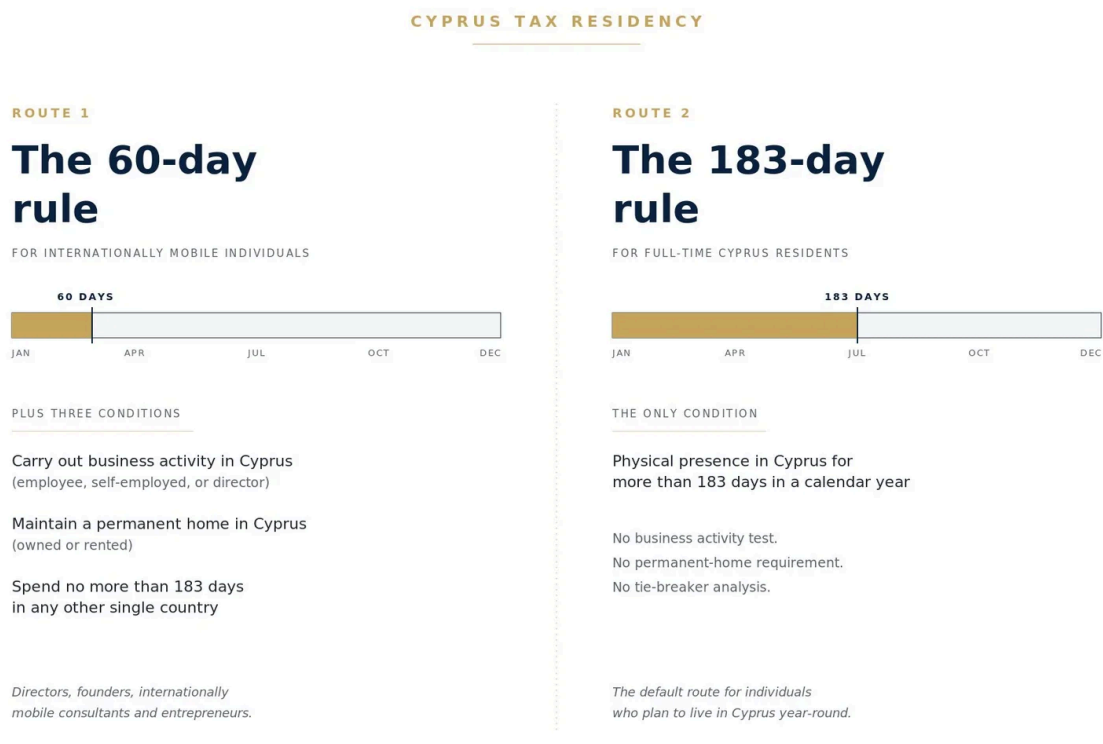 CYPRUS TAX RESIDENCY
ROUTE 1
The 60-day
rule
FOR INTERNATIONALLY MOBILE INDIVIDUALS
60 DAYS
JAN APR JUL OCT DEC
PLUS THREE CONDITIONS
Carry out business activity in Cyprus
(employee, self-employed, or director)
Maintain a permanent home in Cyprus
(owned or rented)
Spend no more than 183 days
in any other single country
Directors, founders, internationally
mobile consultants and entrepreneurs.
ROUTE 2
The 183-day
rule
FOR FULL-TIME CYPRUS RESIDENTS
183 DAYS
JAN APR JUL OCT DEC
THE ONLY CONDITION
Physical presence in Cyprus for
more than 183 days in a calendar year
No business activity test.
No permanent-home requirement.
No tie-breaker analysis.
The default route for individuals
who plan to live in Cyprus year-round.